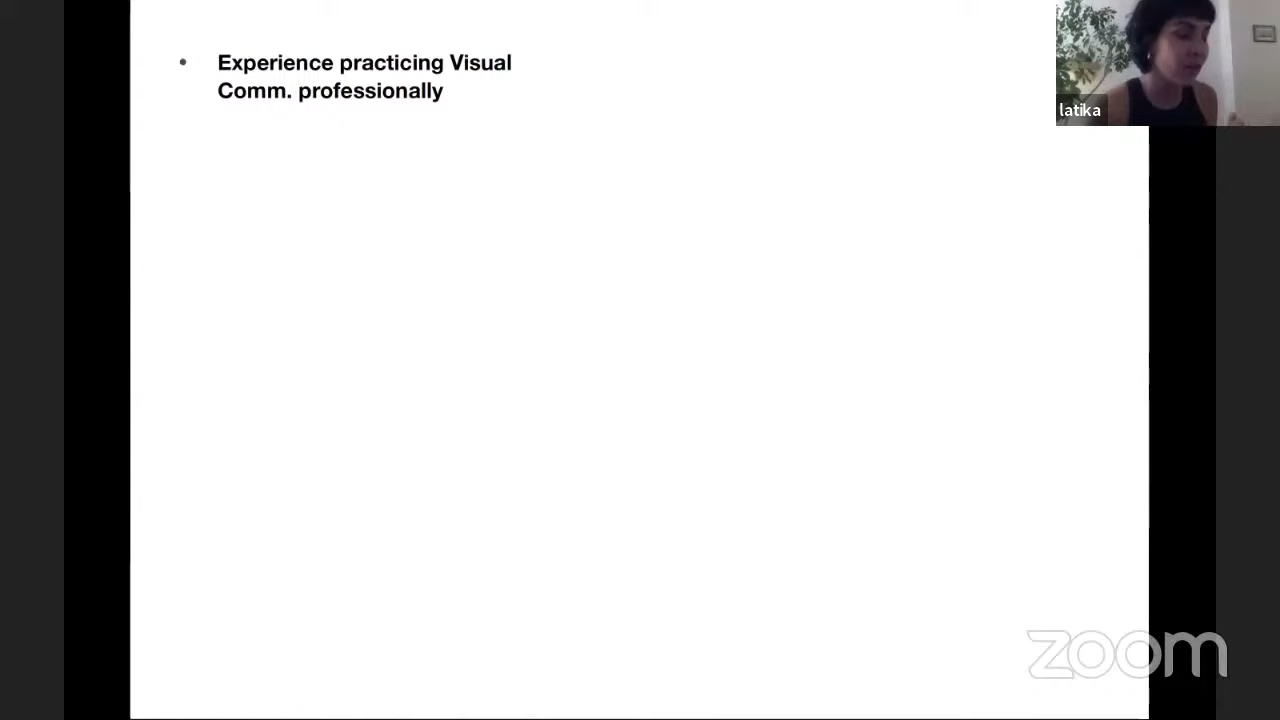 • Experience practicing Visual
Comm. professionally
latika
zoom